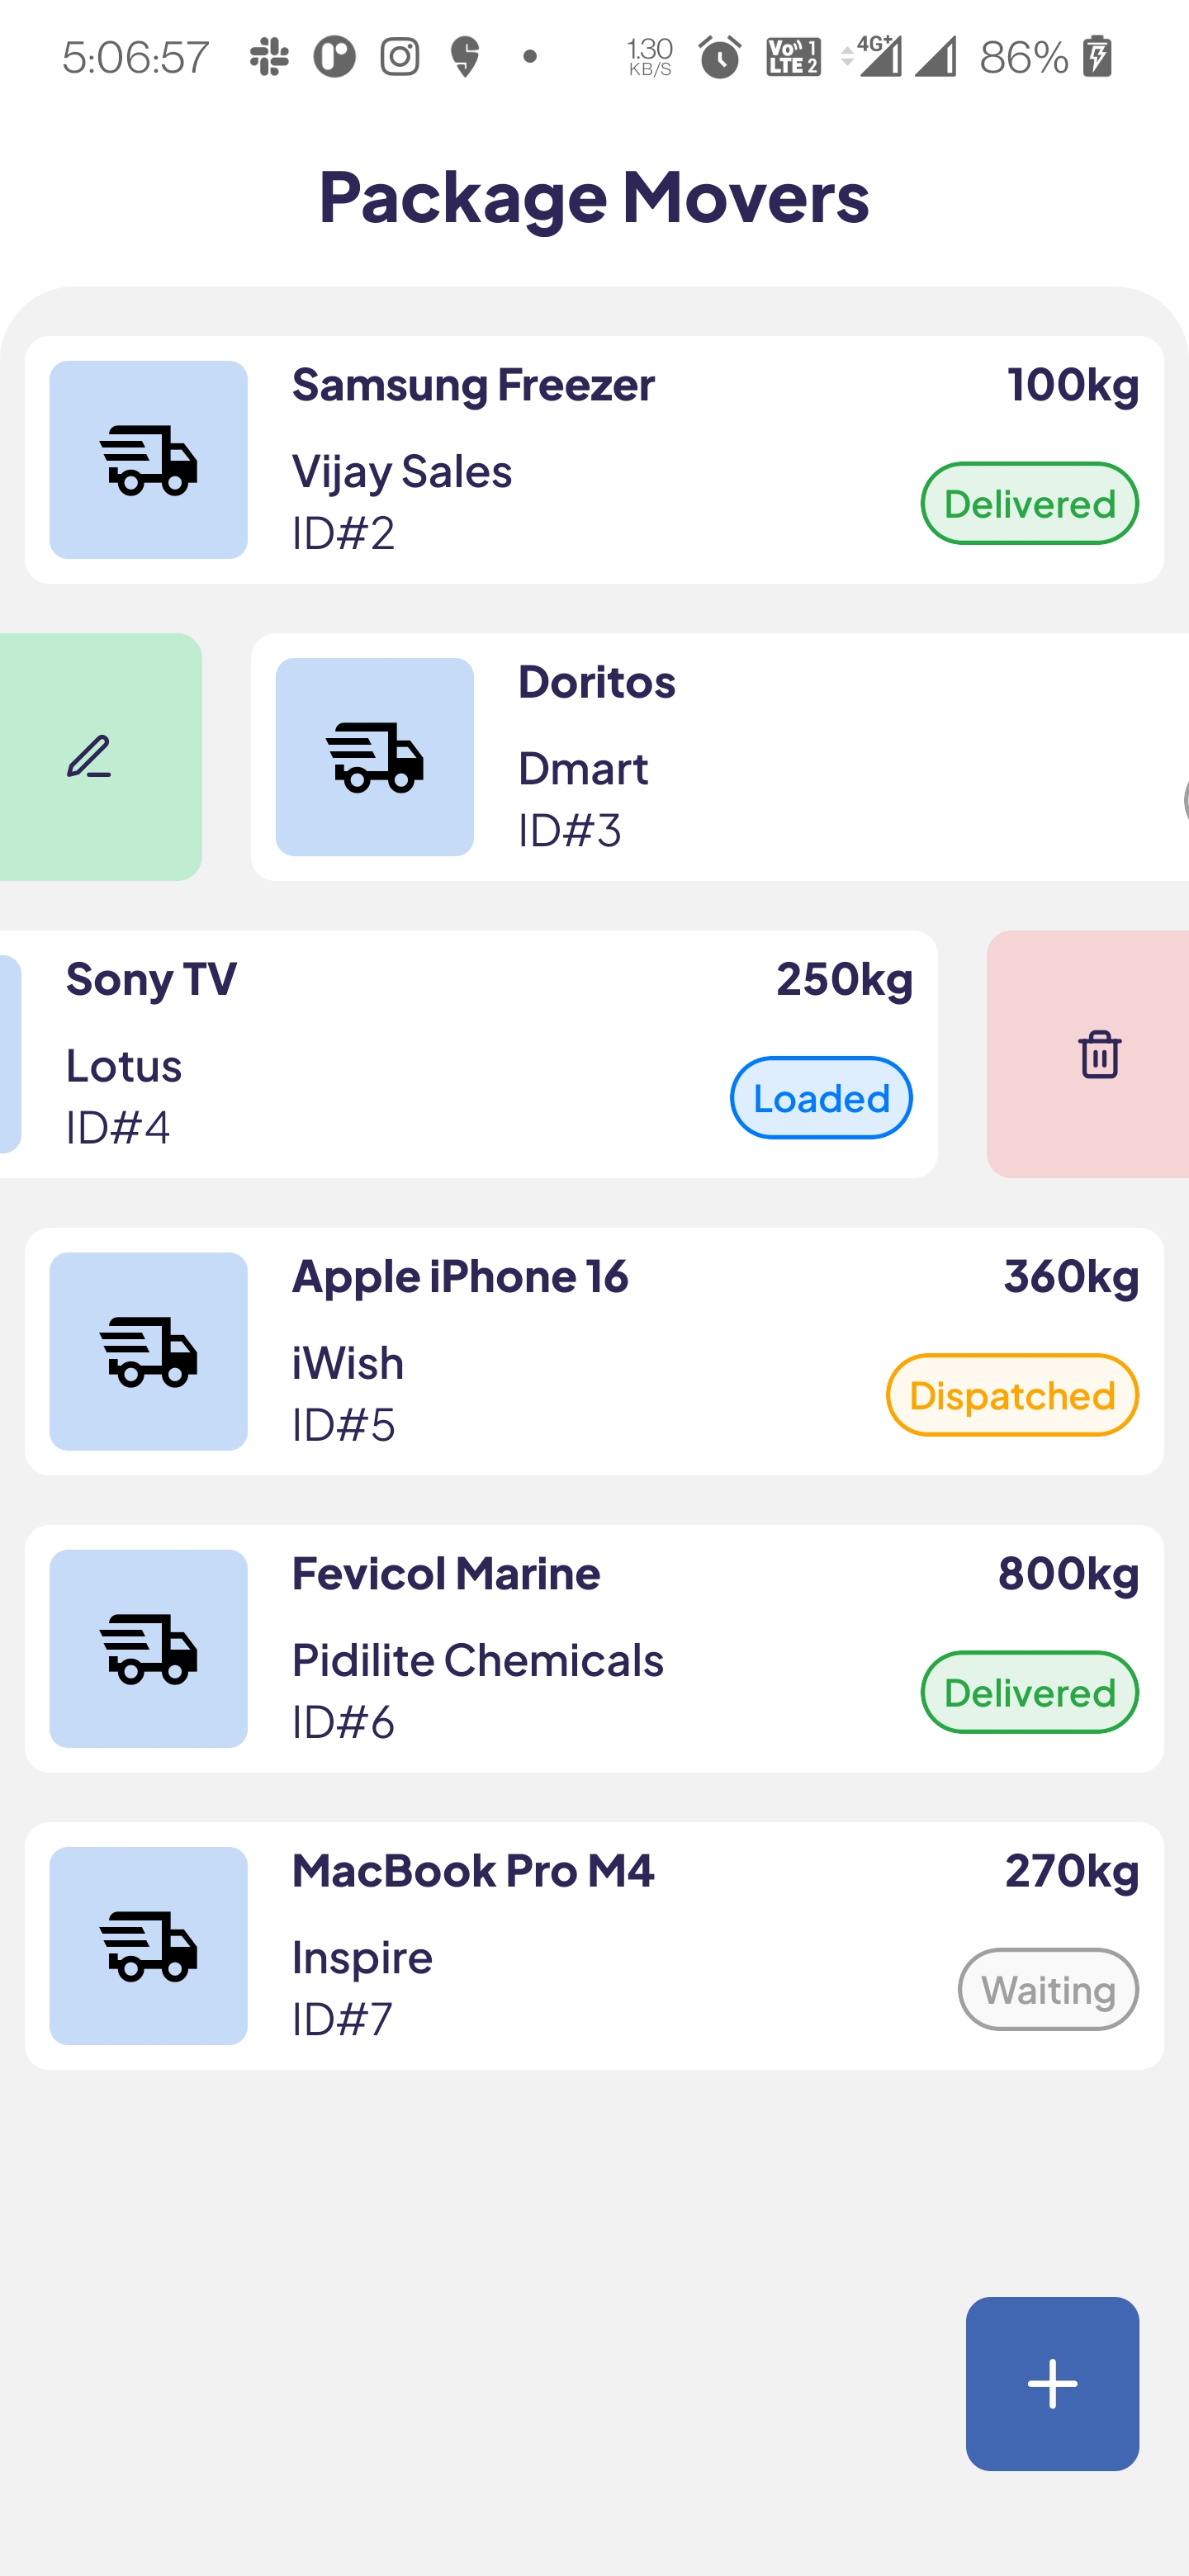 5:06:57 1.30 KB/S Vo)) 1 LTE 2 4G+ 86%
Package Movers
Samsung Freezer 100kg
Vijay Sales
Delivered
ID#2
Doritos
Dmart
ID#3
Sony TV 250kg
Lotus
Loaded
ID#4
Apple iPhone 16 360kg
iWish
Dispatched
ID#5
Fevicol Marine 800kg
Pidilite Chemicals
Delivered
ID#6
MacBook Pro M4 270kg
Inspire
Waiting
ID#7